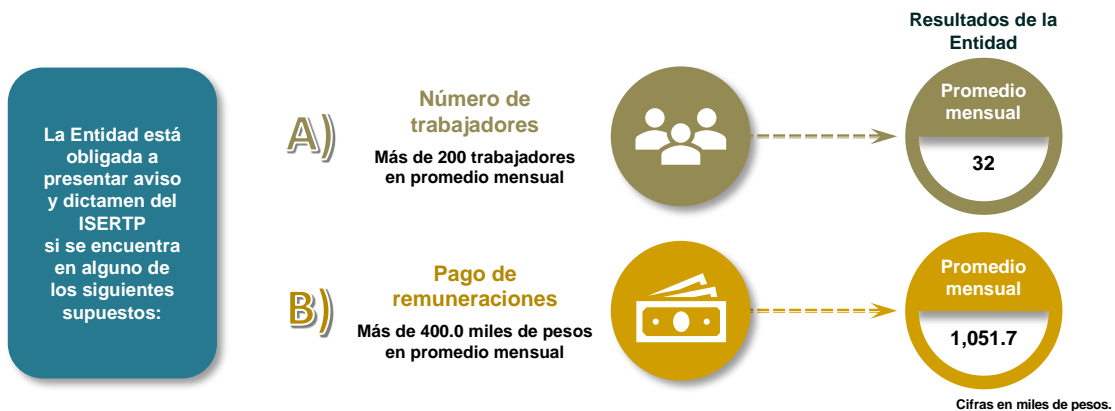 Resultados de la
Entidad
La Entidad está
obligada a
presentar aviso
y dictamen del
ISERTP
si se encuentra
en alguno de
los siguientes
supuestos:
A)
Número de
trabajadores
Más de 200 trabajadores
en promedio mensual
Promedio
mensual
32
B)
Pago de
remuneraciones
Más de 400.0 miles de pesos
en promedio mensual
Promedio
mensual
1,051.7
Cifras en miles de pesos.